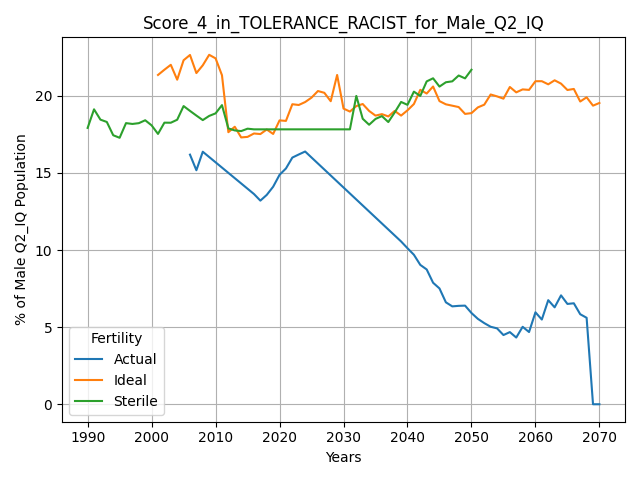 Score_4_in_TOLERANCE_RACIST_for_Male_Q2_IQ
% of Male Q2_IQ Population
20
15
10
5
0
Fertility
Actual
Ideal
Sterile
1990 2000 2010 2020 2030 2040 2050 2060 2070
Years